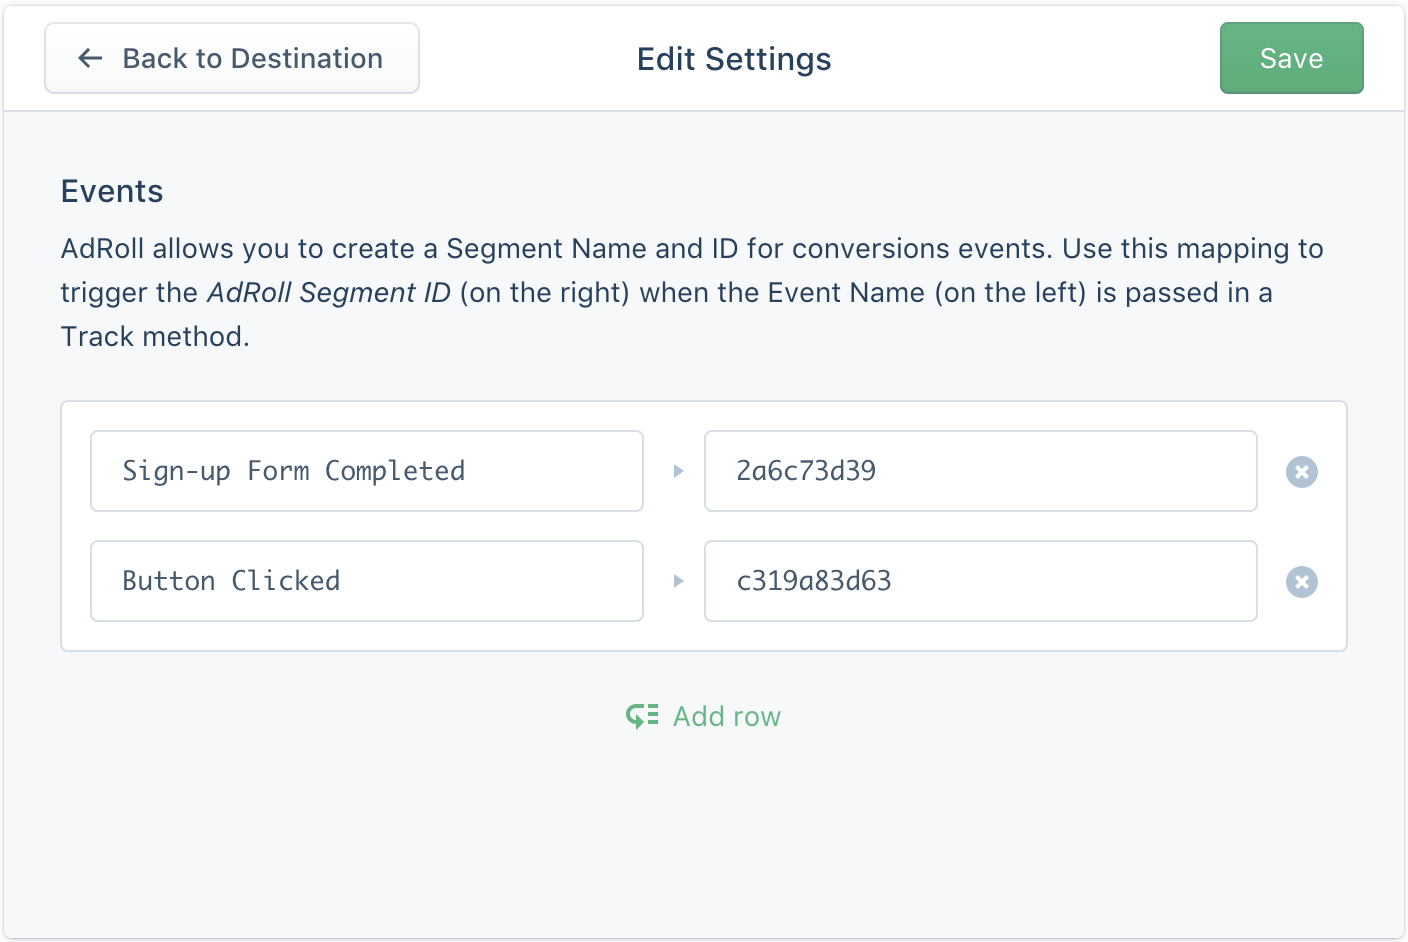 ← Back to Destination
Edit Settings
Save
Events
AdRoll allows you to create a Segment Name and ID for conversions events. Use this mapping to
trigger the AdRoll Segment ID (on the right) when the Event Name (on the left) is passed in a
Track method.
Sign-up Form Completed
2a6c73d39
Button Clicked
c319a83d63
Add row